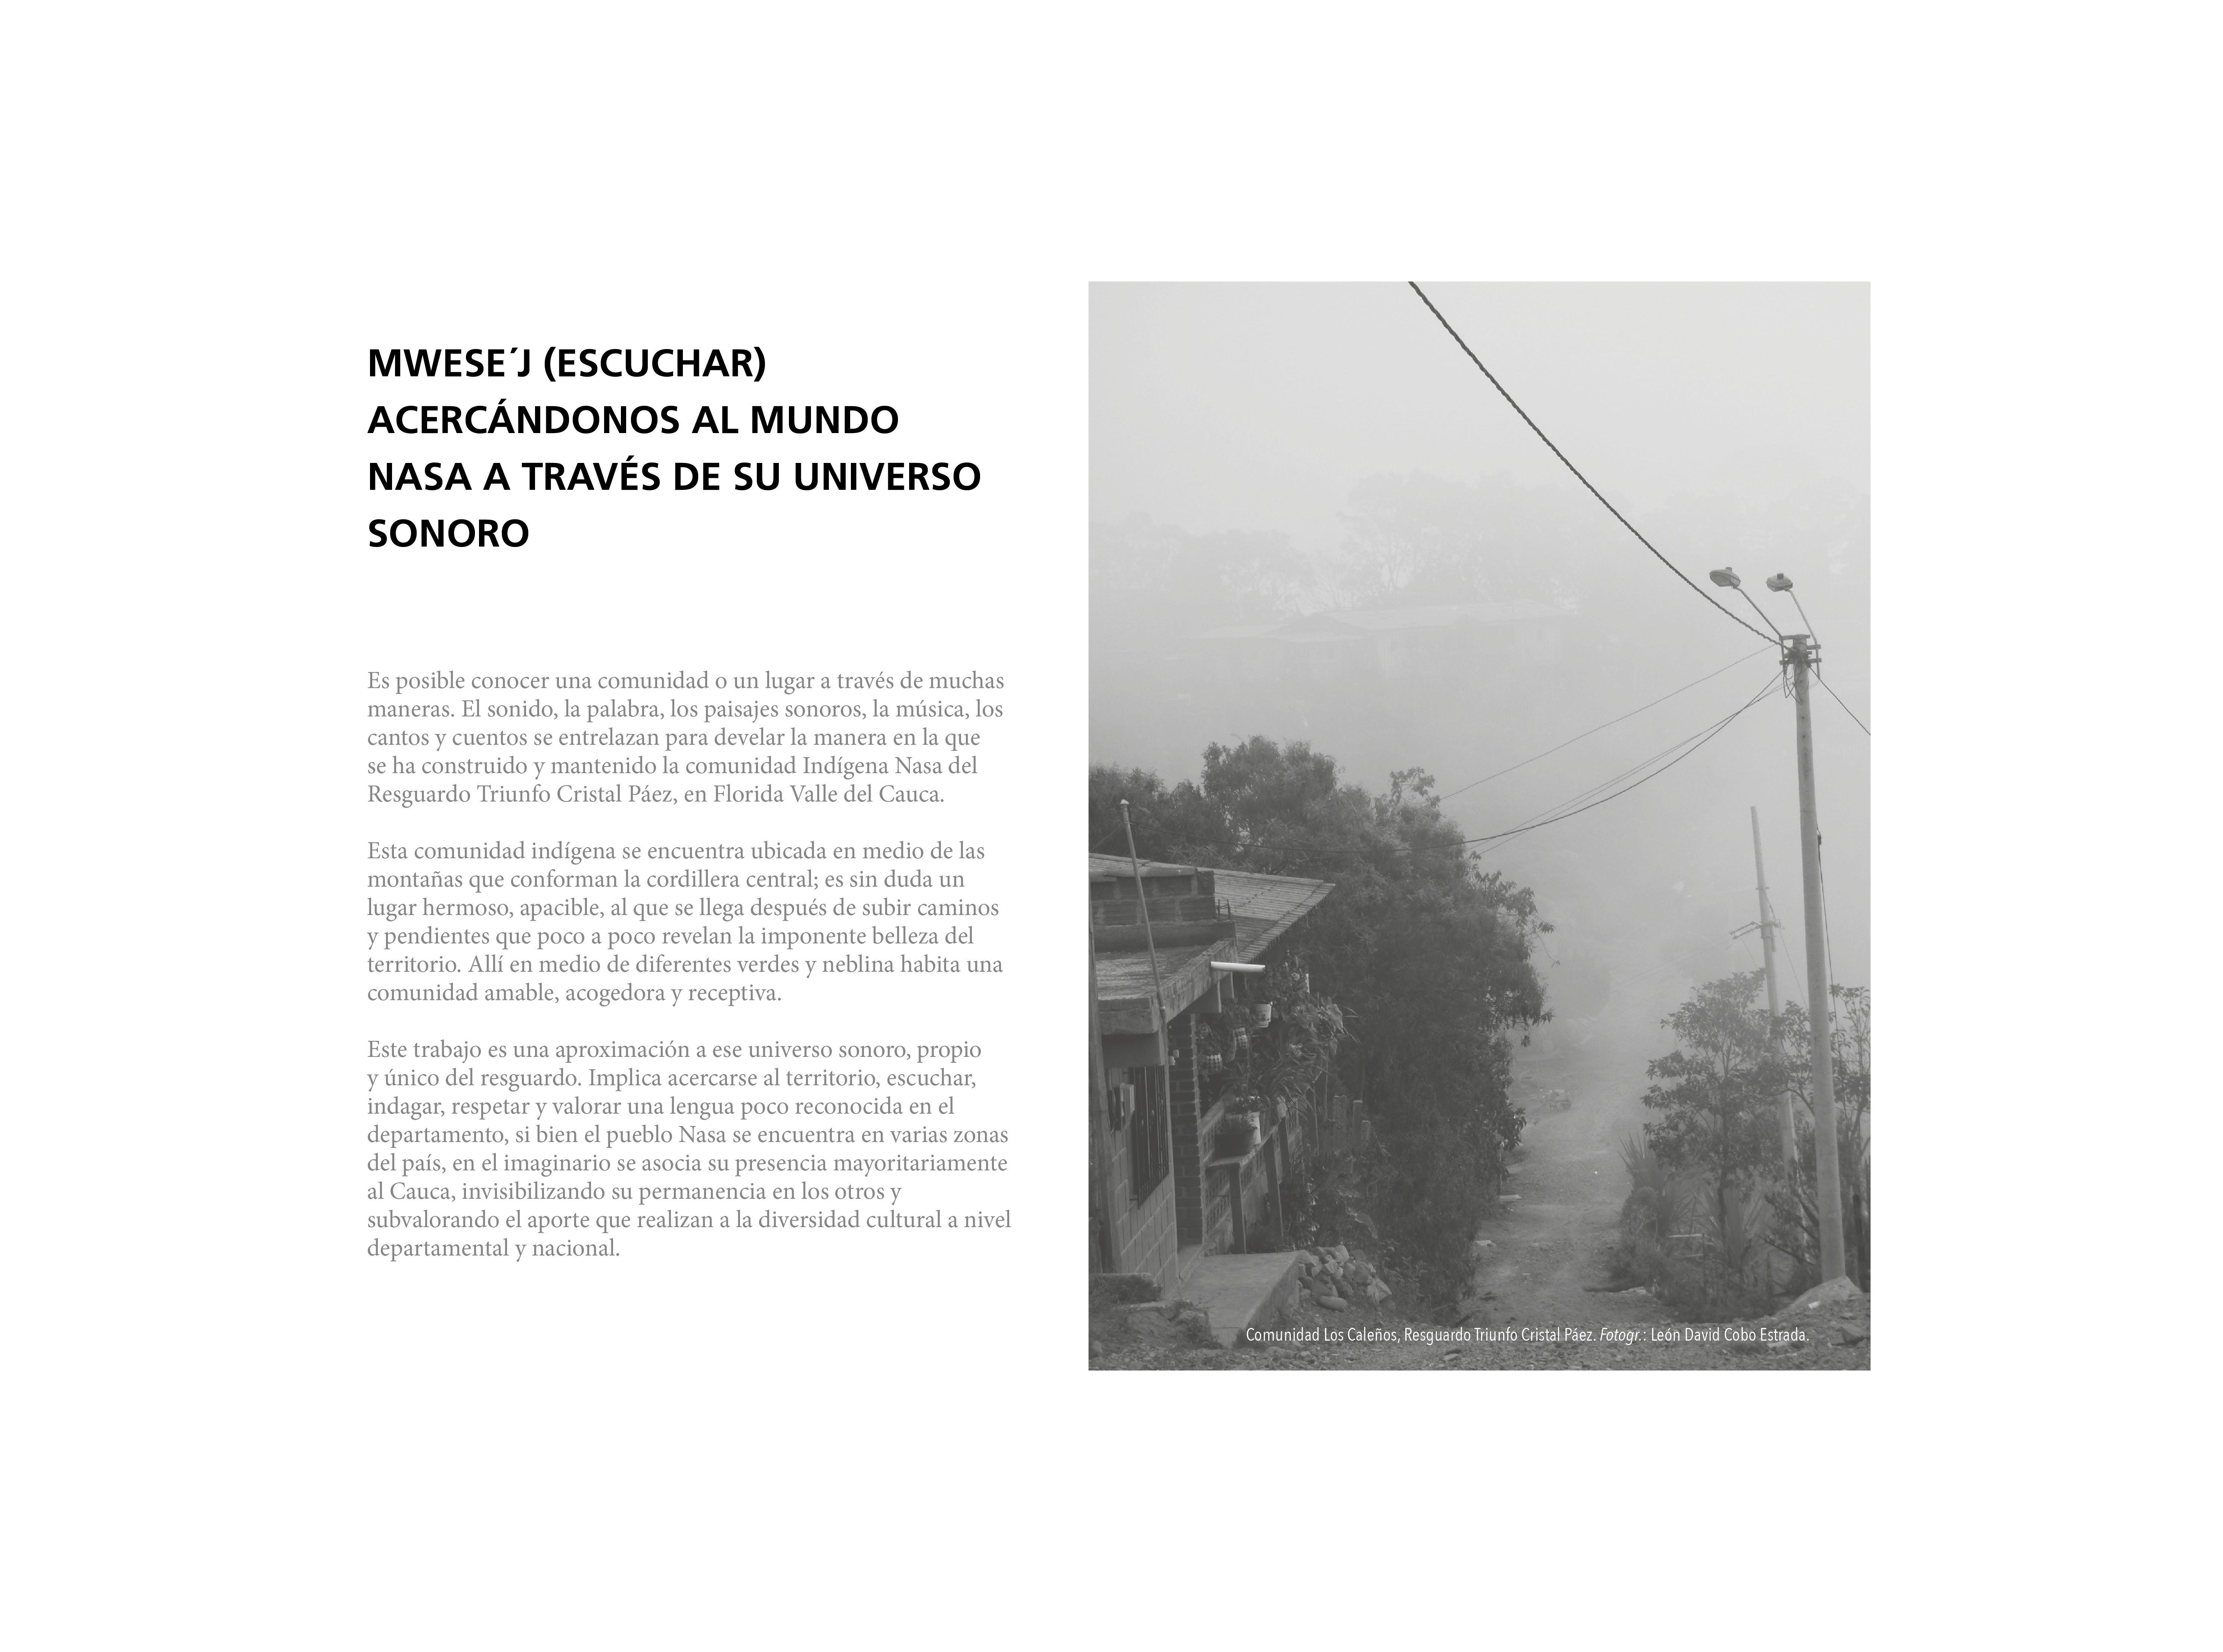 MWESE´J (ESCUCHAR)
ACERCÁNDONOS AL MUNDO
NASA A TRAVÉS DE SU UNIVERSO
SONORO
Es posible conocer una comunidad o un lugar a través de muchas
maneras. El sonido, la palabra, los paisajes sonoros, la música, los
cantos y cuentos se entrelazan para develar la manera en la que
se ha construido y mantenido la comunidad Indígena Nasa del
Resguardo Triunfo Cristal Páez, en Florida Valle del Cauca.
Esta comunidad indígena se encuentra ubicada en medio de las
montañas que conforman la cordillera central; es sin duda un
lugar hermoso, apacible, al que se llega después de subir caminos
y pendientes que poco a poco revelan la imponente belleza del
territorio. Allí en medio de diferentes verdes y neblina habita una
comunidad amable, acogedora y receptiva.
Este trabajo es una aproximación a ese universo sonoro, propio
y único del resguardo. Implica acercarse al territorio, escuchar,
indagar, respetar y valorar una lengua poco reconocida en el
departamento, si bien el pueblo Nasa se encuentra en varias zonas
del país, en el imaginario se asocia su presencia mayoritariamente
al Cauca, invisibilizando su permanencia en los otros y
subvalorando el aporte que realizan a la diversidad cultural a nivel
departamental y nacional.
Comunidad Los Caleños, Resguardo Triunfo Cristal Páez. Fotogr.: León David Cobo Estrada.